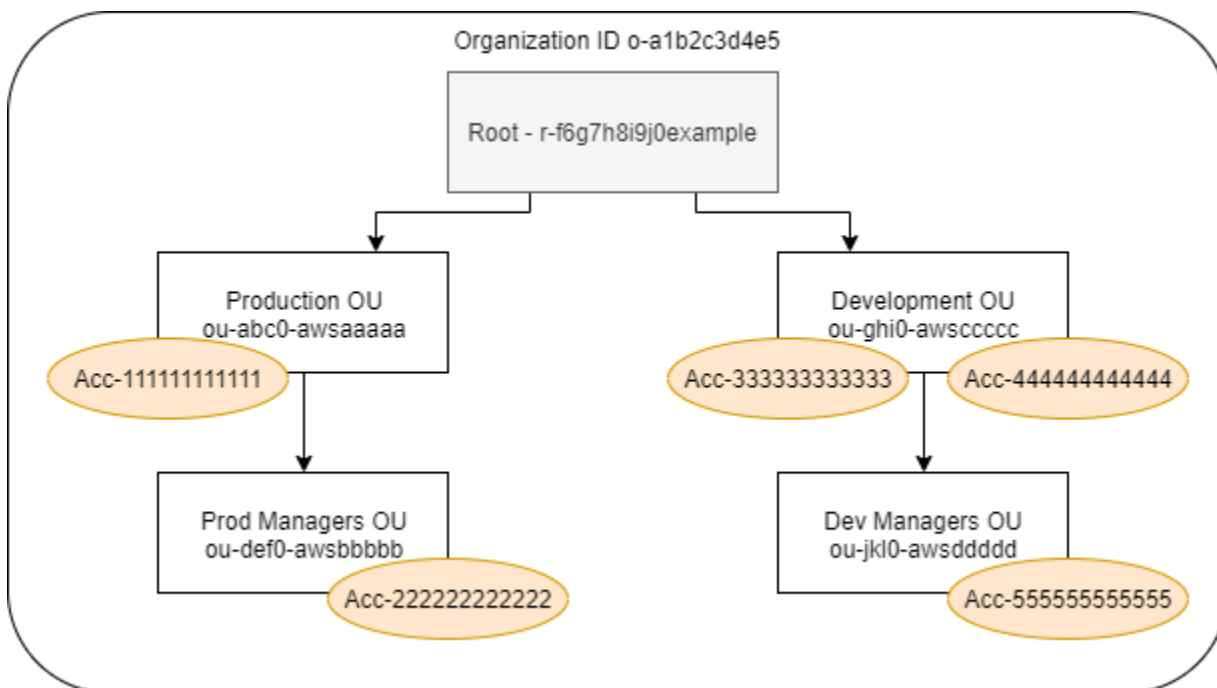 Organization ID o-a1b2c3d4e5
Root - r-f6g7h8i9j0example
Production OU
ou-abc0-awsaaaaa
Acc-111111111111
Development OU
ou-ghi0-awsccccc
Acc-333333333333
Acc-444444444444
Prod Managers OU
ou-def0-awsbbbbb
Acc-222222222222
Dev Managers OU
ou-jkl0-awsddddd
Acc-555555555555